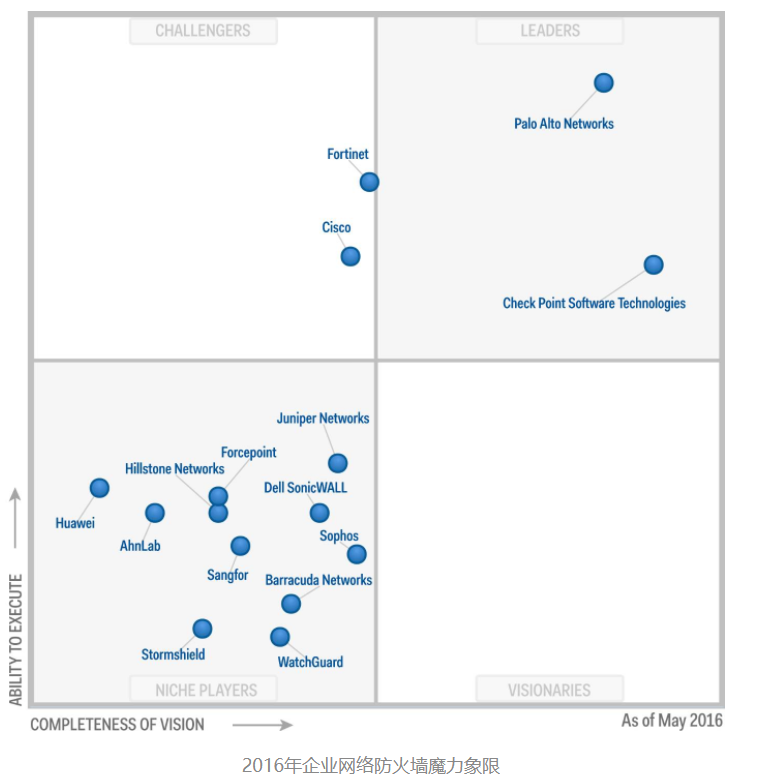 CHALLENGERS
LEADERS
Palo Alto Networks
Fortinet
Cisco
Check Point Software Technologies
Juniper Networks
Forcepoint
Hillstone Networks
Dell SonicWALL
Huawei
AhnLab
Sophos
Sangfor
Barracuda Networks
Stormshield
WatchGuard
NICHE PLAYERS
VISIONARIES
ABILITY TO EXECUTE
COMPLETENESS OF VISION
As of May 2016
2016年企业网络防火墙魔力象限